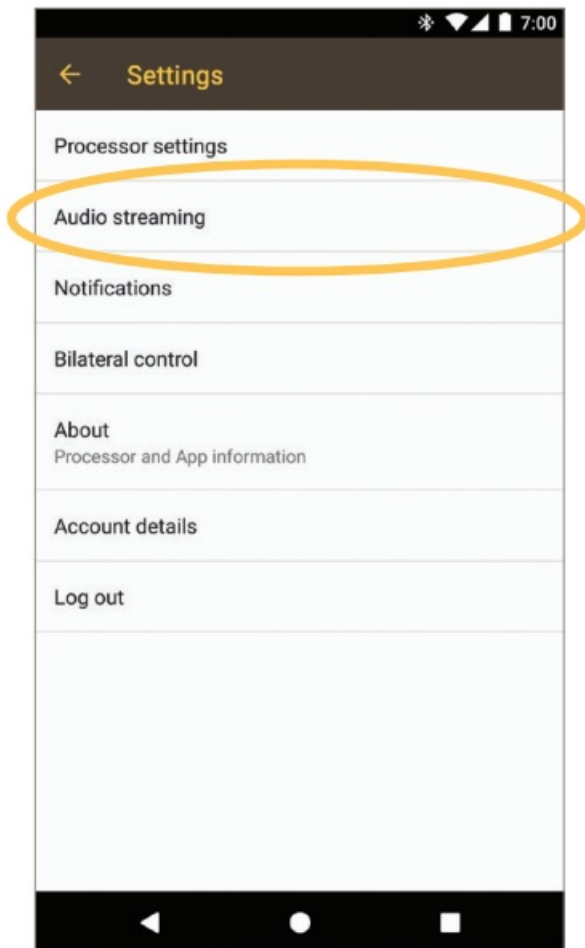 7:00
Settings
Processor settings
Audio streaming
Notifications
Bilateral control
About
Processor and App information
Account details
Log out